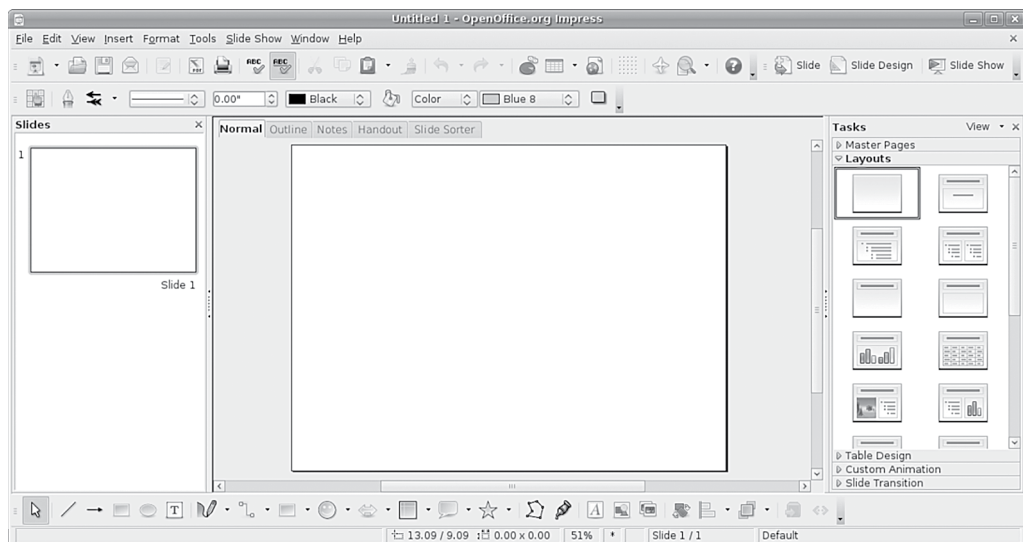 Untitled 1 - OpenOffice.org Impress
File Edit View Insert Format Tools Slide Show Window Help
ABC ABC Slide Slide Design Slide Show
0.00° Black Color Blue 8
Slides
Normal Outline Notes Handout Slide Sorter
Tasks View
Master Pages
Layouts
1
Slide 1
Table Design
Custom Animation
Slide Transition
T A
13.09 / 9.09 0.00 x 0.00 51% * Slide 1 / 1 Default